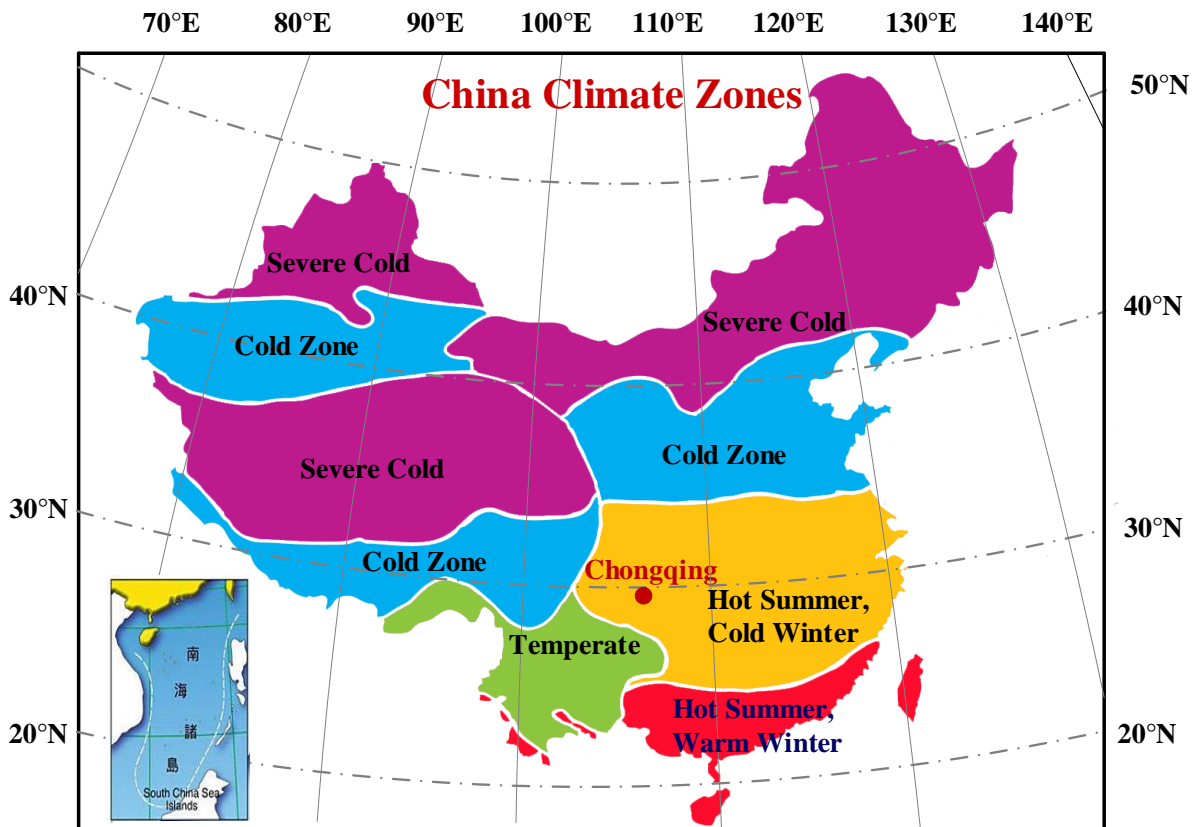 70°E 80°E 90°E 100°E 110°E 120°E 130°E 140°E
China Climate Zones
50°N
Severe Cold
40°N
40°N
Severe Cold
Cold Zone
Cold Zone
Severe Cold
30°N
30°N
Cold Zone
Chongqing
Hot Summer,
Cold Winter
Temperate
南
海
諸
島
South China Sea
Islands
Hot Summer,
Warm Winter
20°N
20°N